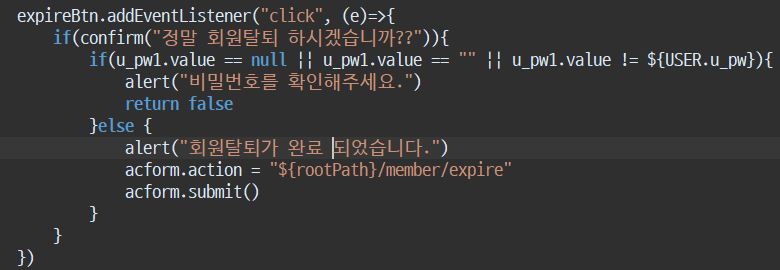 expireBtn.addEventListener("click", (e)=>{
if(confirm("정말 회원탈퇴 하시겠습니까??")){
if(u_pw1.value == null || u_pw1.value == "" || u_pw1.value != ${USER.u_pw}){
alert("비밀번호를 확인해주세요.")
return false
}else {
alert("회원탈퇴가 완료 되었습니다.")
acform.action = "${rootPath}/member/expire"
acform.submit()
}
}
})